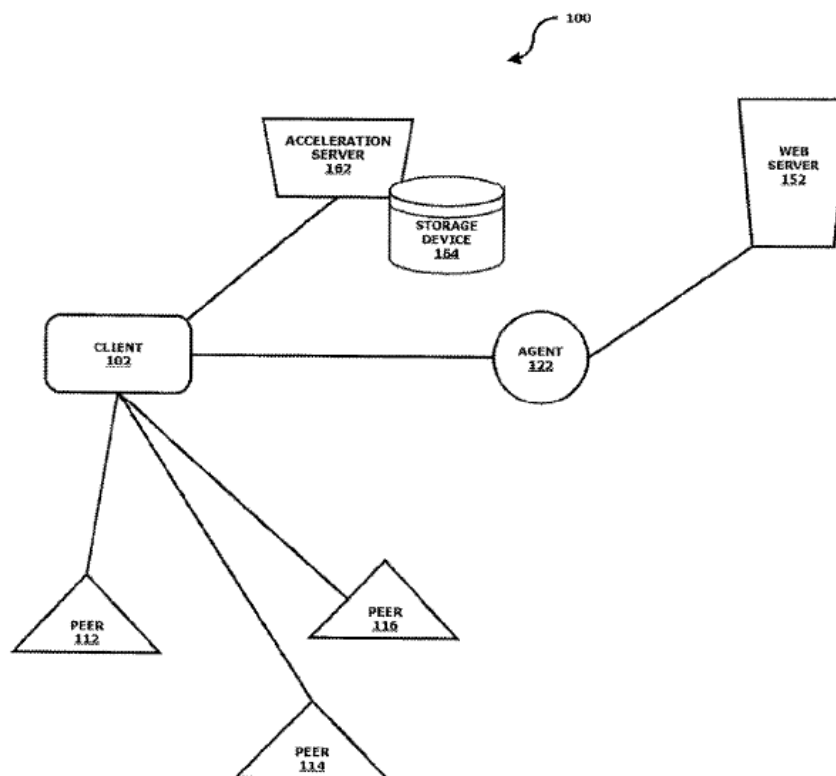 100
ACCELERATION
SERVER
162
WEB
SERVER
152
STORAGE
DEVICE
164
CLIENT
102
AGENT
122
PEER
112
PEER
116
PEER
114